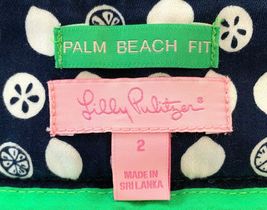 PALM BEACH FIT
Lilly Pulitzer®
2
MADE IN
SRI LANKA